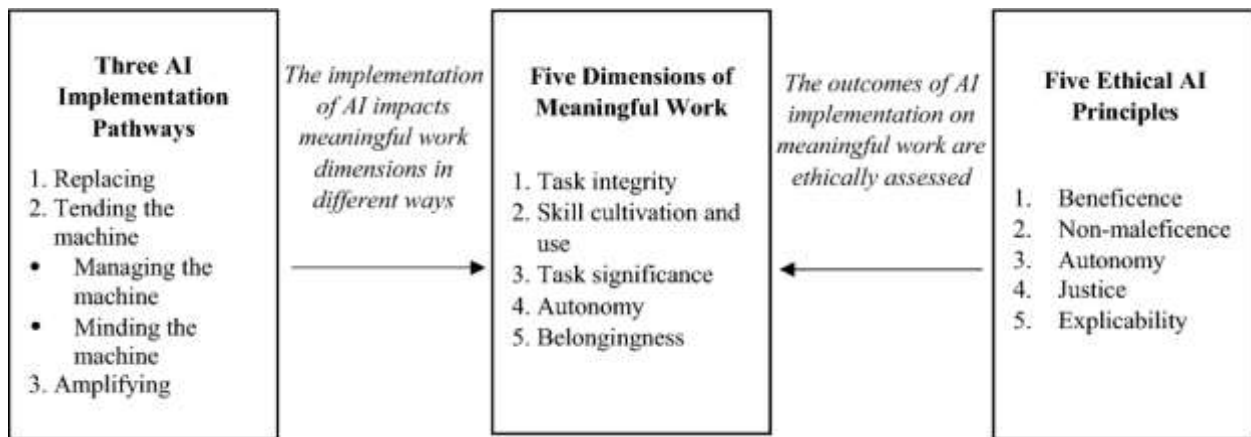 Three AI
Implementation
Pathways
1. Replacing
2. Tending the
machine
• Managing the
machine
• Minding the
machine
3. Amplifying
The implementation
of AI impacts
meaningful work
dimensions in
different ways
Five Dimensions of
Meaningful Work
1. Task integrity
2. Skill cultivation and
use
3. Task significance
4. Autonomy
5. Belongingness
The outcomes of AI
implementation on
meaningful work are
ethically assessed
Five Ethical AI
Principles
1. Beneficence
2. Non-maleficence
3. Autonomy
4. Justice
5. Explicability